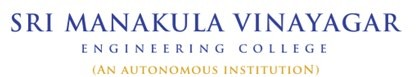 SRI MANAKULA VINAYAGAR
ENGINEERING COLLEGE
(AN AUTONOMOUS INSTITUTION)